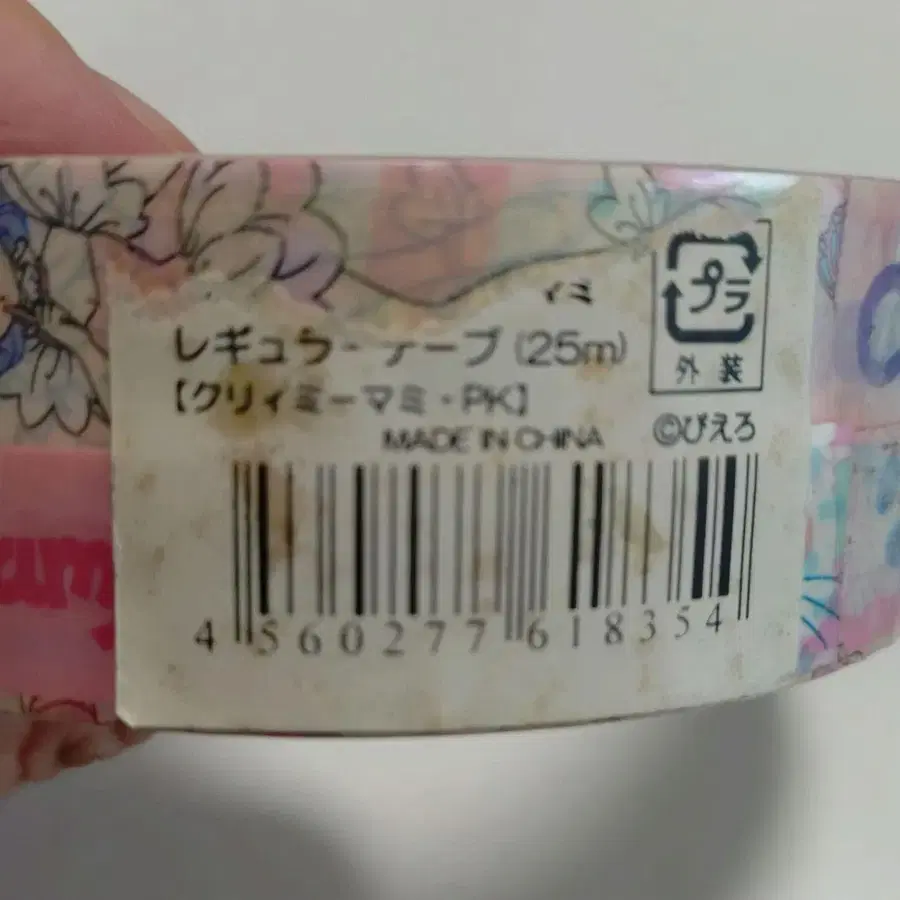 ィミ
レギュラーテープ(25m)
プラ
外装
【クリィミーマミ・PK】
MADE IN CHINA
©ぴえろ
4 560277 618354